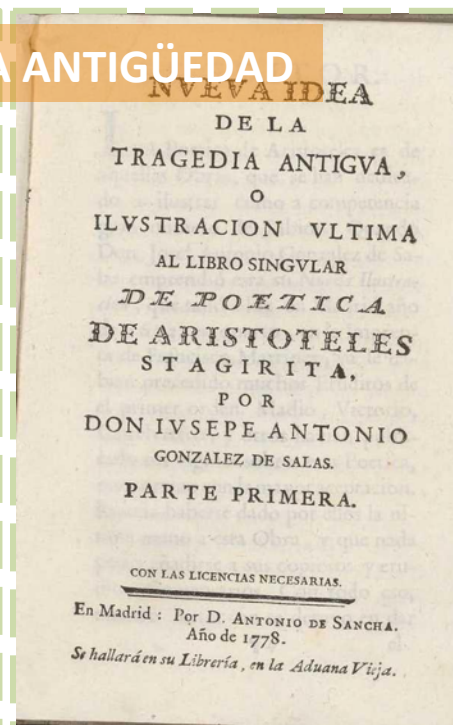 A ANTIGÜEDAD
NVEVA IDEA
DE LA
TRAGEDIA ANTIGVA,
O
ILVSTRACION VLTIMA
AL LIBRO SINGVLAR
DE POETICA
DE ARISTOTELES
STAGIRITA.
POR
DON IVSEPE ANTONIO
GONZALEZ DE SALAS.
PARTE PRIMERA.
CON LAS LICENCIAS NECESARIAS.
En Madrid : Por D. ANTONIO DE SANCHA.
Año de 1778.
Se hallará en su Librería, en la Aduana Vieja.